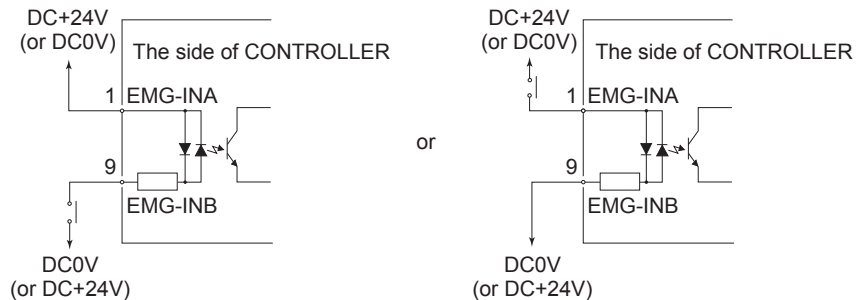 DC+24V
(or DC0V)
The side of CONTROLLER
1 EMG-INA
9
EMG-INB
DC0V
(or DC+24V)
or
DC+24V
(or DC0V)
The side of CONTROLLER
1 EMG-INA
9
EMG-INB
DC0V
(or DC+24V)